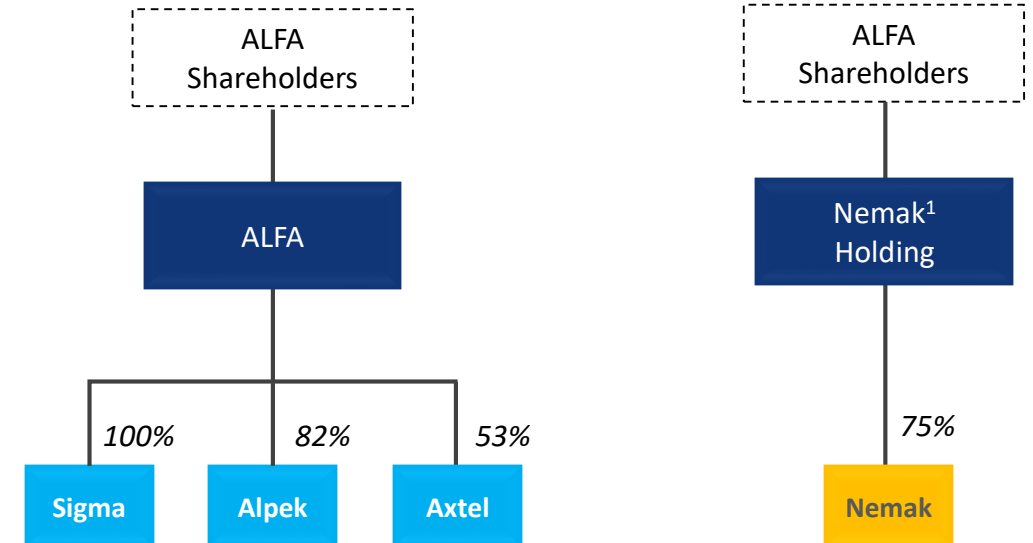 ALFA
Shareholders
ALFA
100%
82%
53%
Sigma
Alpek
Axtel
ALFA
Shareholders
Nemak¹
Holding
75%
Nemak